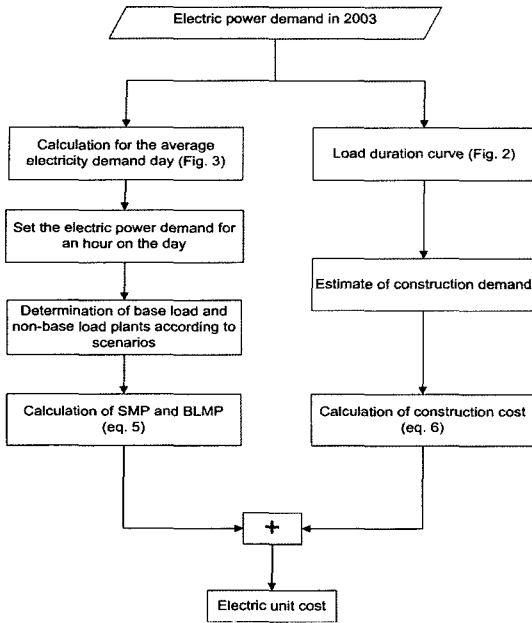 Electric power demand in 2003
Calculation for the average
electricity demand day (Fig. 3)
Load duration curve (Fig. 2)
Set the electric power demand for
an hour on the day
Estimate of construction demand
Determination of base load and
non-base load plants according to
scenarios
Calculation of SMP and BLMP
(eq. 5)
Calculation of construction cost
(eq. 6)
+
Electric unit cost